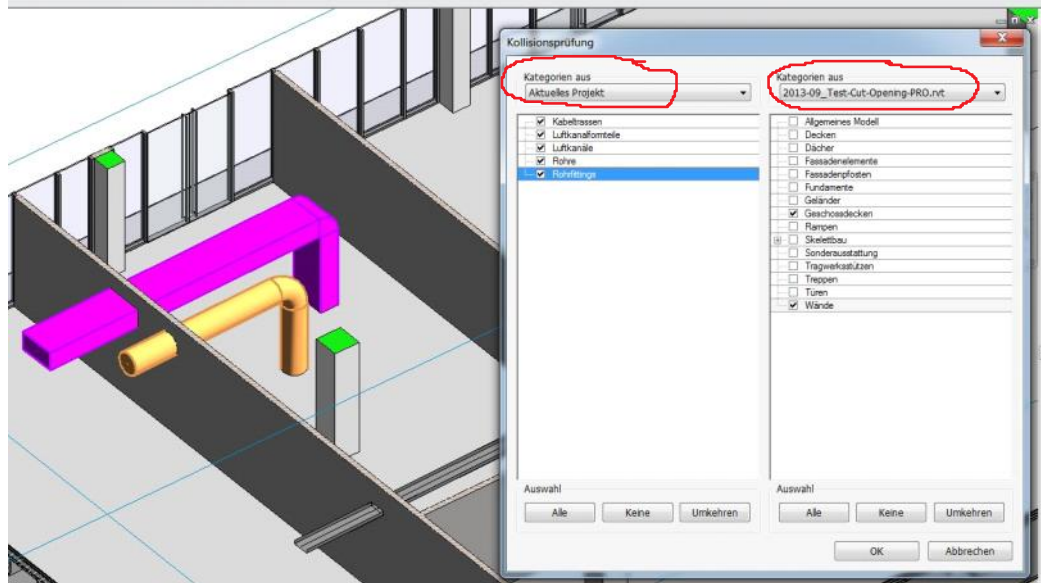 Kollisionsprüfung
Kategorien aus
Aktuelles Projekt
Kabeltrassen
Luftkanalformteile
Luftkanäle
Rohre
Rohrfittings
Auswahl
Alle Keine Umkehren
Kategorien aus
2013-09_Test-Cut-Opening-PRO.rvt
Allgemeines Modell
Decken
Dächer
Fassadenelemente
Fassadenpfosten
Fundamente
Geländer
Geschossdecken
Rampen
Skelettbau
Sonderausstattung
Tragwerksstützen
Treppen
Türen
Wände
Auswahl
Alle Keine Umkehren
OK Abbrechen